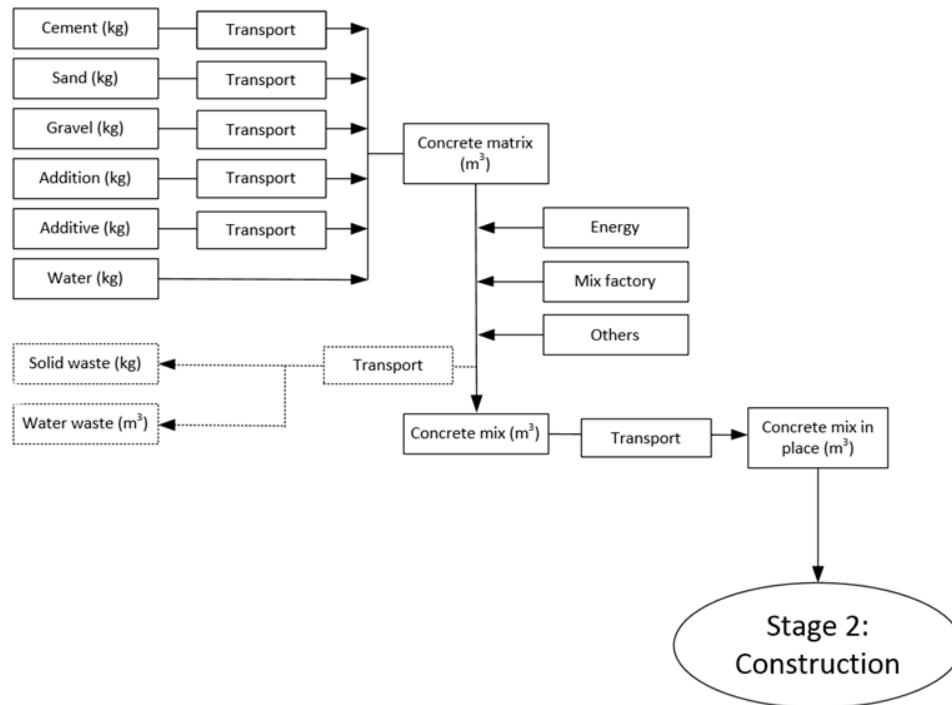 Cement (kg)
Transport
Sand (kg)
Transport
Gravel (kg)
Transport
Concrete matrix
(m³)
Addition (kg)
Transport
Additive (kg)
Transport
Energy
Water (kg)
Mix factory
Others
Solid waste (kg)
Transport
Water waste (m³)
Concrete mix (m³)
Transport
Concrete mix in
place (m³)
Stage 2:
Construction